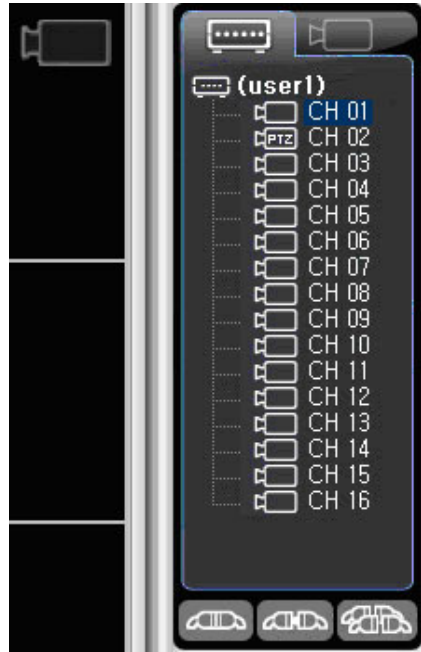 (user1)
CH 01
PTZ CH 02
CH 03
CH 04
CH 05
CH 06
CH 07
CH 08
CH 09
CH 10
CH 11
CH 12
CH 13
CH 14
CH 15
CH 16